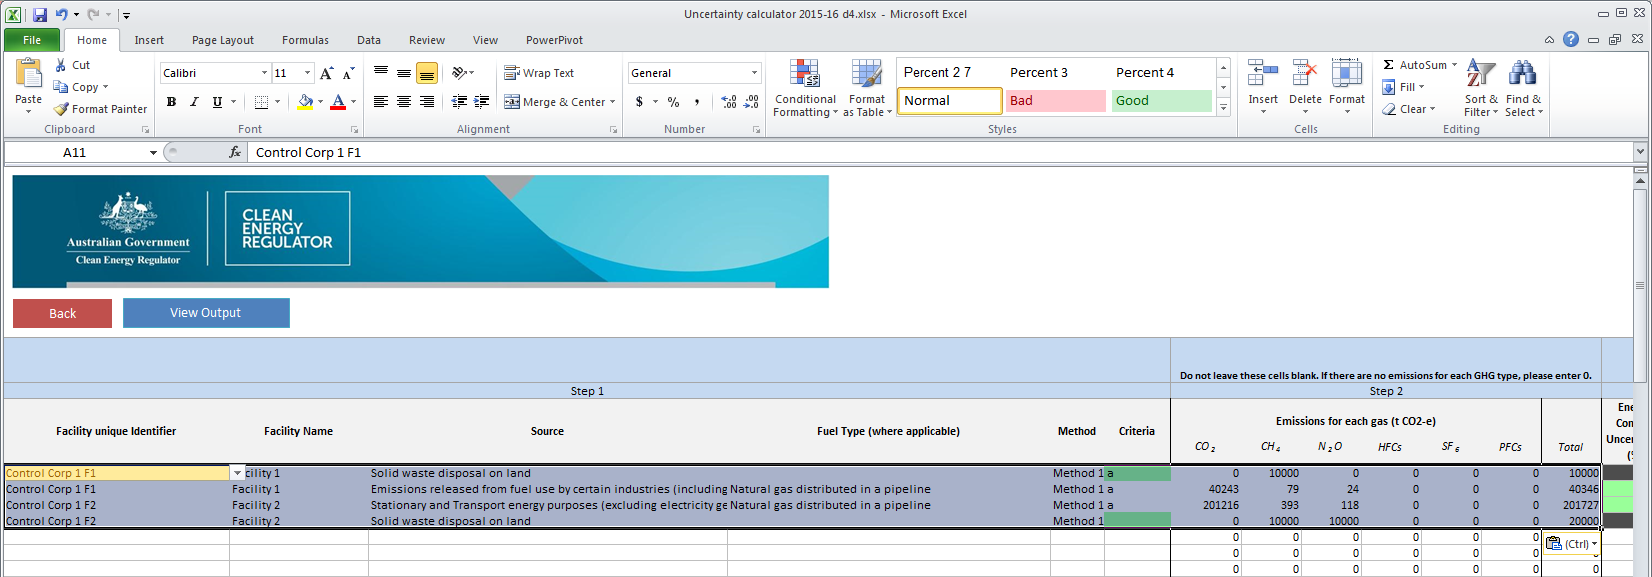 Uncertainty calculator 2015-16 d4.xlsx - Microsoft Excel
File Home Insert Page Layout Formulas Data Review View PowerPivot
Paste Cut Copy Format Painter Clipboard
Calibri 11 B I U Font
Wrap Text Merge & Center Alignment
General $ % , Number
Conditional Formatting Format as Table
Percent 2 7 Percent 3 Percent 4
Normal Bad Good
Styles
Insert Delete Format Cells
AutoSum Fill Clear Sort & Filter Find & Select Editing
A11 fx Control Corp 1 F1
Australian Government
Clean Energy Regulator
CLEAN
ENERGY
REGULATOR
Back View Output
Do not leave these cells blank. If there are no emissions for each GHG type, please enter 0.
Step 1 Step 2
Facility unique Identifier Facility Name Source Fuel Type (where applicable) Method Criteria Emissions for each gas (t CO2-e)
CO2 CH4 N2O HFCs SF6 PFCs Total
Ene
Con
Uncer
(%
Control Corp 1 F1 cility 1 Solid waste disposal on land Method 1 a 0 10000 0 0 0 0 10000
Control Corp 1 F1 Facility 1 Emissions released from fuel use by certain industries (including Natural gas distributed in a pipeline Method 1 a 40243 79 24 0 0 0 40346
Control Corp 1 F2 Facility 2 Stationary and Transport energy purposes (excluding electricity ge Natural gas distributed in a pipeline Method 1 a 201216 393 118 0 0 0 201727
Control Corp 1 F2 Facility 2 Solid waste disposal on land Method 1 0 10000 10000 0 0 0 20000
0 0 0 0 0 0 (Ctrl)
0 0 0 0 0 0
0 0 0 0 0 0 0